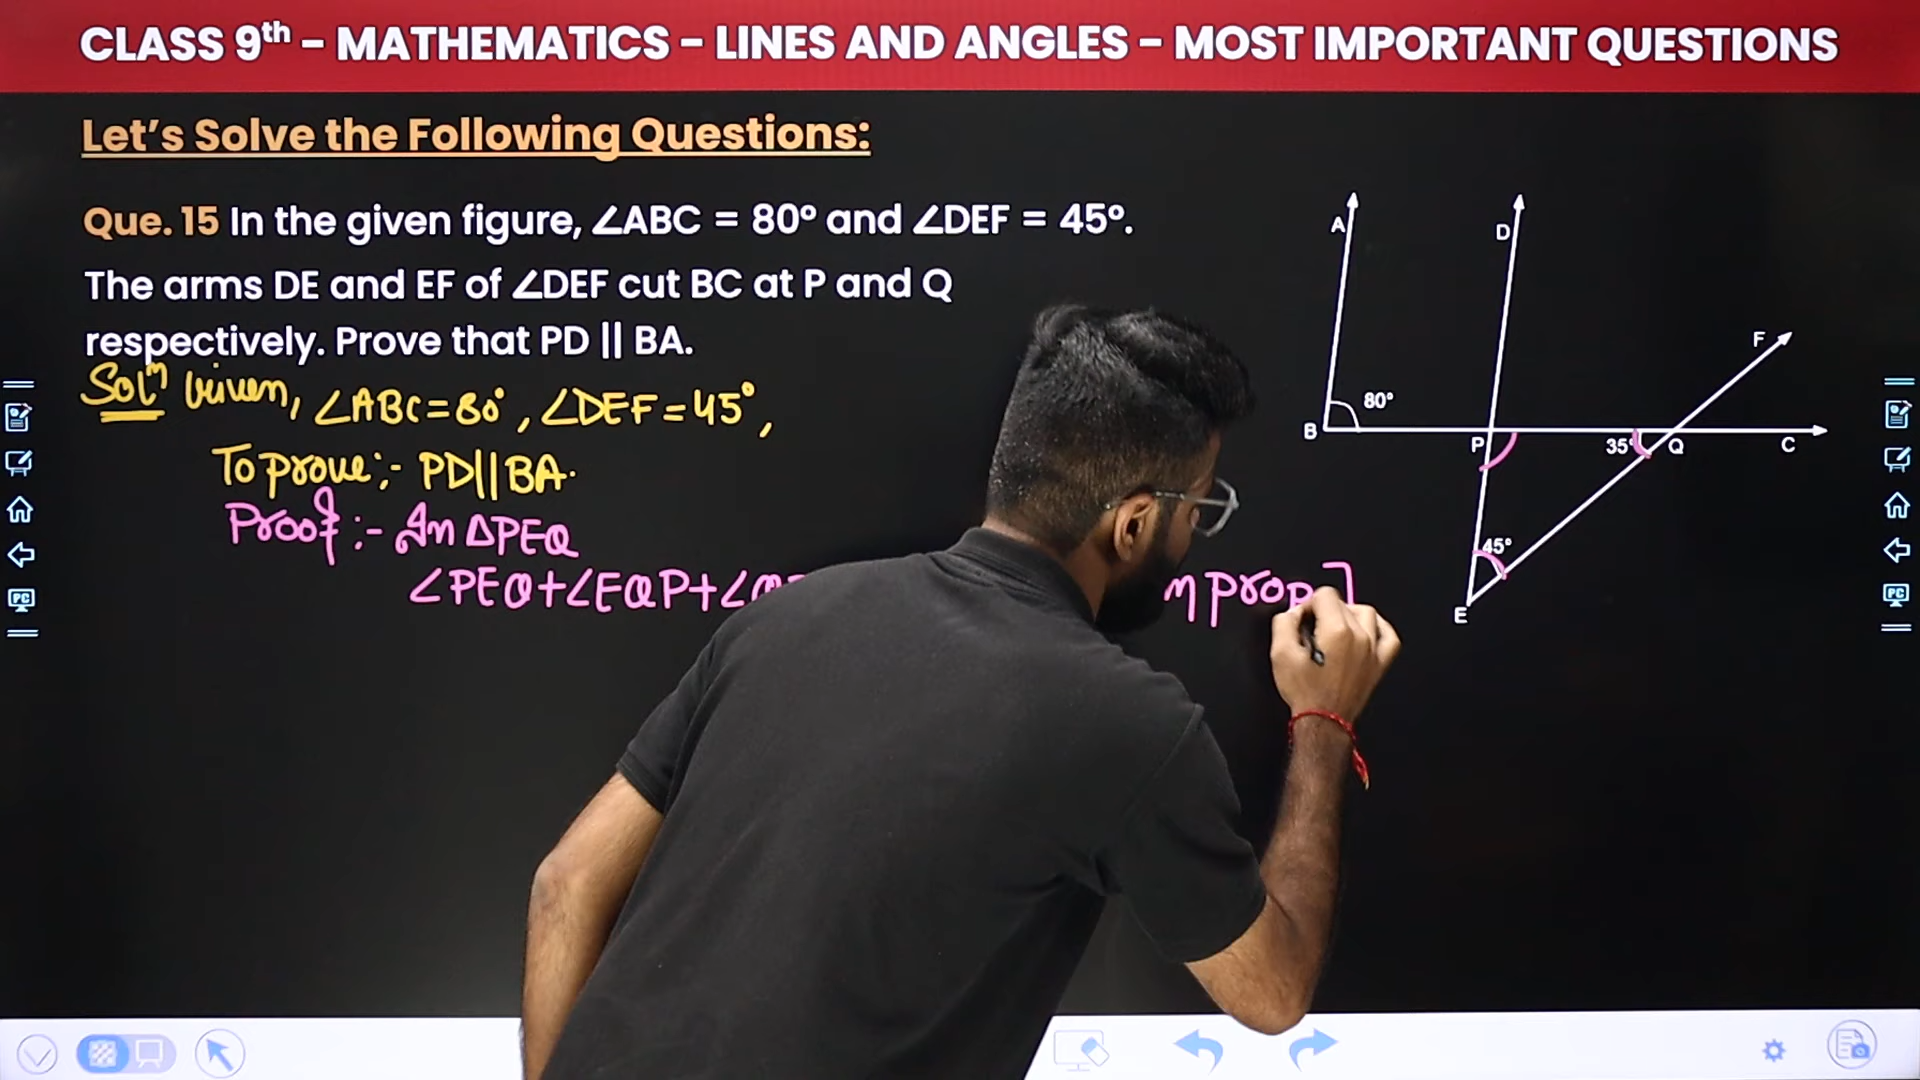 CLASS 9th – MATHEMATICS – LINES AND ANGLES – MOST IMPORTANT QUESTIONS
Let's Solve the Following Questions:
Que. 15 In the given figure, ∠ABC = 80° and ∠DEF = 45°.
The arms DE and EF of ∠DEF cut BC at P and Q
respectively. Prove that PD || BA.
Solⁿ Given, ∠ABC=80°, ∠DEF=45°,
To prove:- PD||BA.
Proof:- In △PEQ
∠PEQ+∠EQP+∠ prop]
A
D
F
80°
B
P
35°
Q
C
45°
E
PC
PC